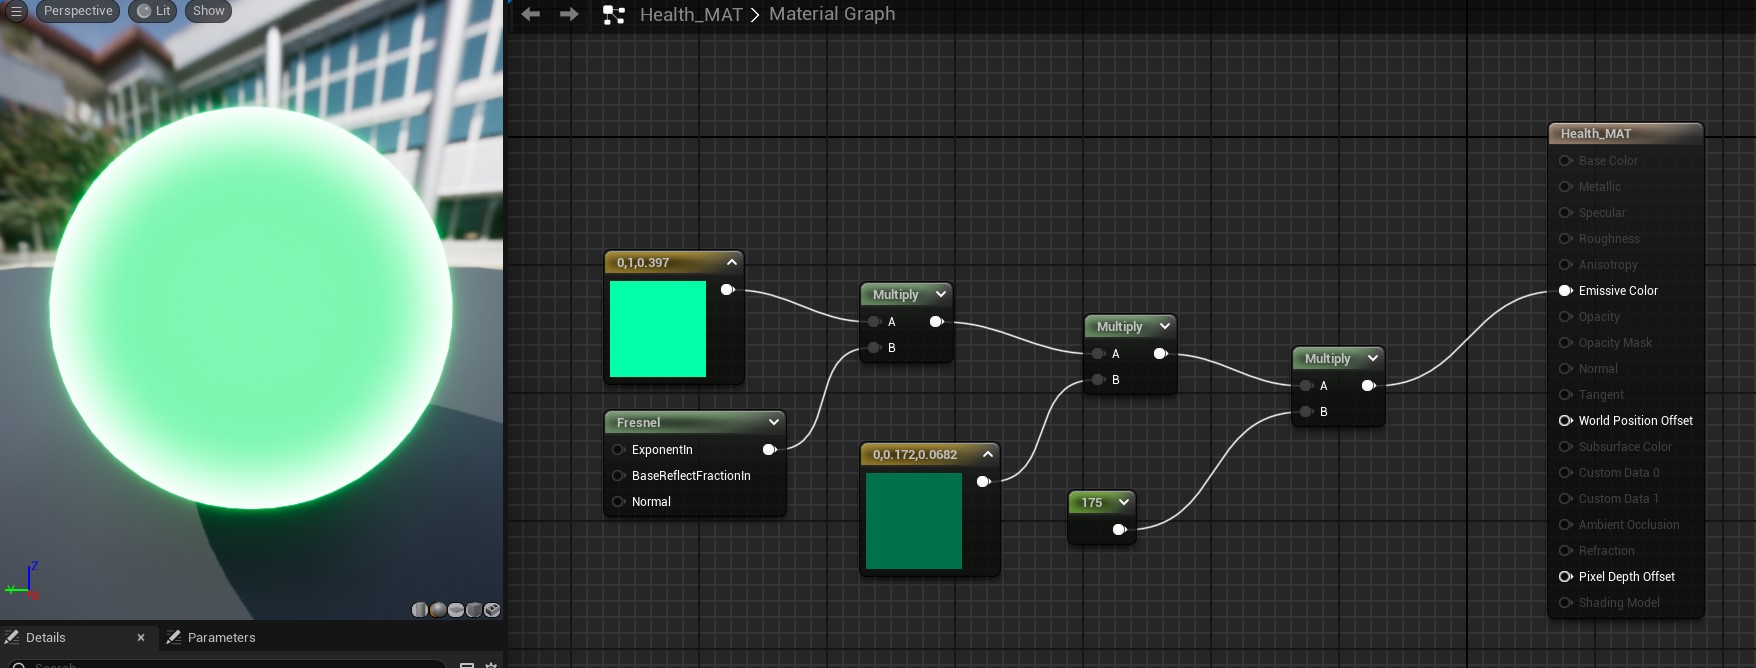 Perspective Lit Show
Health_MAT > Material Graph
Health_MAT
Base Color
Metallic
Specular
Roughness
Anisotropy
Emissive Color
Opacity
Opacity Mask
Normal
Tangent
World Position Offset
Subsurface Color
Custom Data 0
Custom Data 1
Ambient Occlusion
Refraction
Pixel Depth Offset
Shading Model
0,1,0.397
Multiply
A
B
Fresnel
ExponentIn
BaseReflectFractionIn
Normal
Multiply
A
B
0,0.172,0.0682
175
Multiply
A
B
Z
Y
Details × Parameters
Search